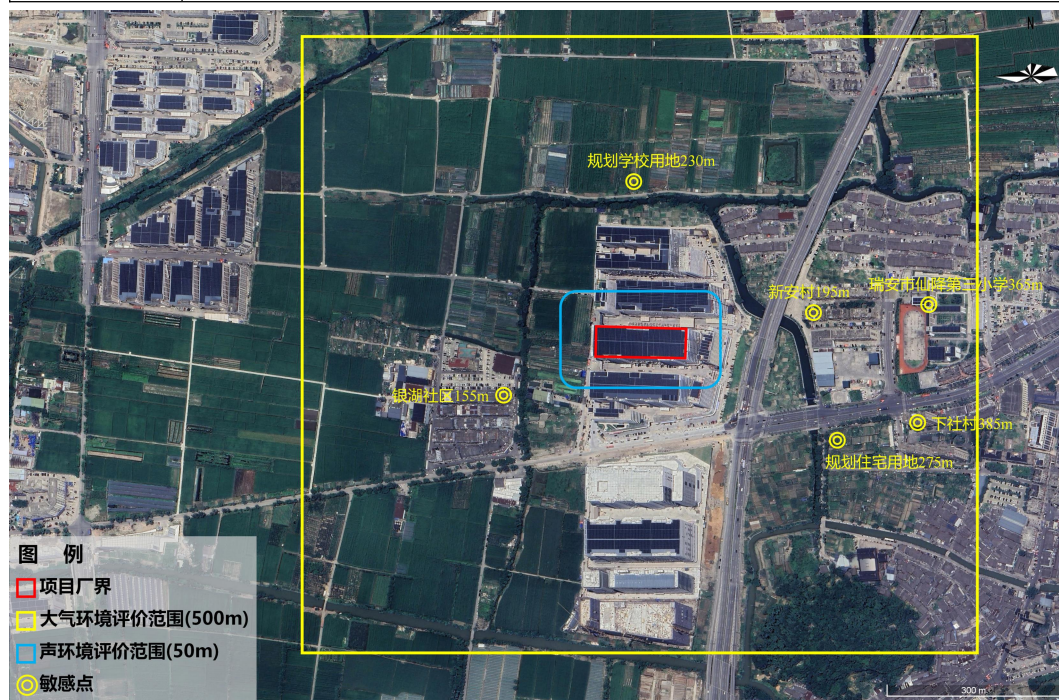 N
规划学校用地230m
新安村195m
瑞安市仙降第三小学365m
银湖社区155m
下社村385m
规划住宅用地275m
图 例
项目厂界
大气环境评价范围(500m)
声环境评价范围(50m)
敏感点
300 m